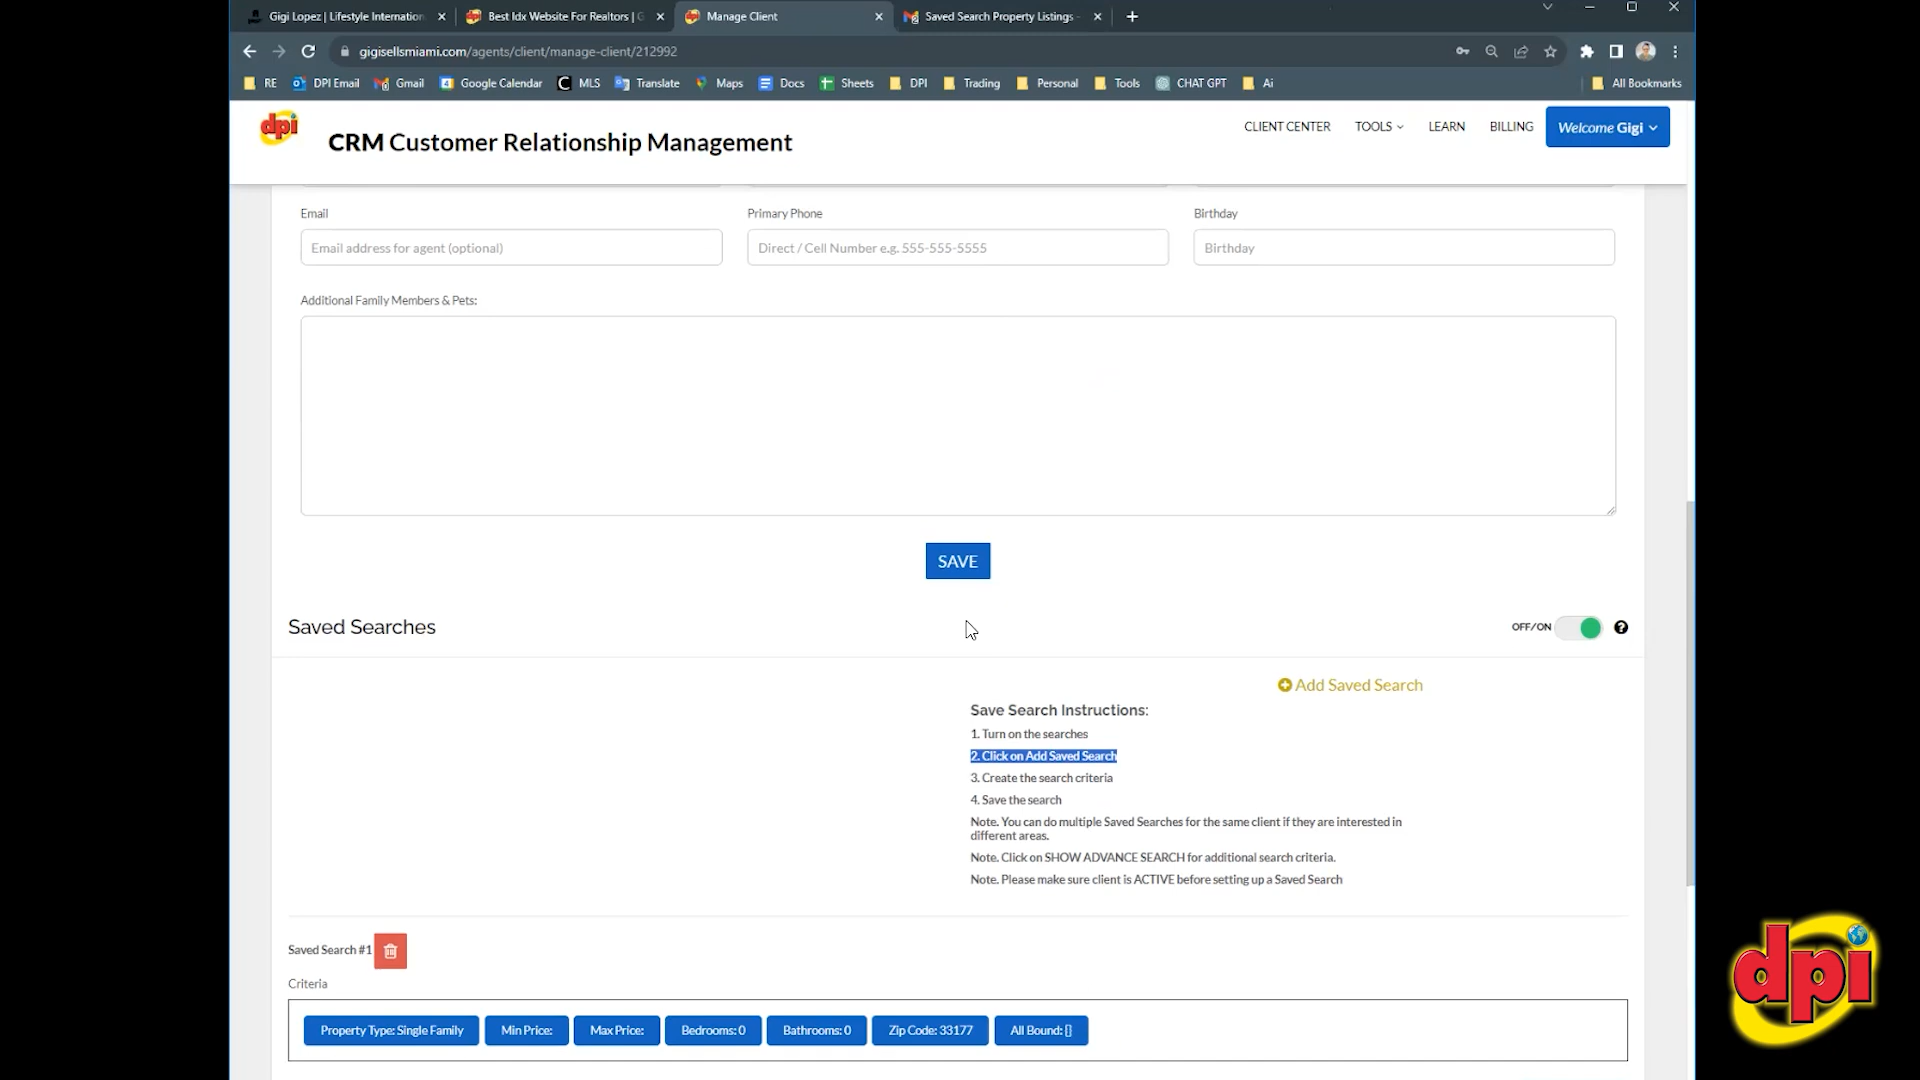 Gigi Lopez | Lifestyle Internation
Best Idx Website For Realtors | G
Manage Client
Saved Search Property Listings -
gigisellsmiami.com/agents/client/manage-client/212992
RE
DPI Email
Gmail
Google Calendar
MLS
Translate
Maps
Docs
Sheets
DPI
Trading
Personal
Tools
CHAT GPT
Ai
All Bookmarks
dpi
CRM Customer Relationship Management
CLIENT CENTER
TOOLS
LEARN
BILLING
Welcome Gigi
Email
Primary Phone
Birthday
Email address for agent (optional)
Direct / Cell Number e.g. 555-555-5555
Birthday
Additional Family Members & Pets:
SAVE
Saved Searches
OFF/ON
Add Saved Search
Save Search Instructions:
1. Turn on the searches
2. Click on Add Saved Search
3. Create the search criteria
4. Save the search
Note. You can do multiple Saved Searches for the same client if they are interested in
different areas.
Note. Click on SHOW ADVANCE SEARCH for additional search criteria.
Note. Please make sure client is ACTIVE before setting up a Saved Search
Saved Search #1
Criteria
Property Type: Single Family
Min Price:
Max Price:
Bedrooms: 0
Bathrooms: 0
Zip Code: 33177
All Bound: []
dpi